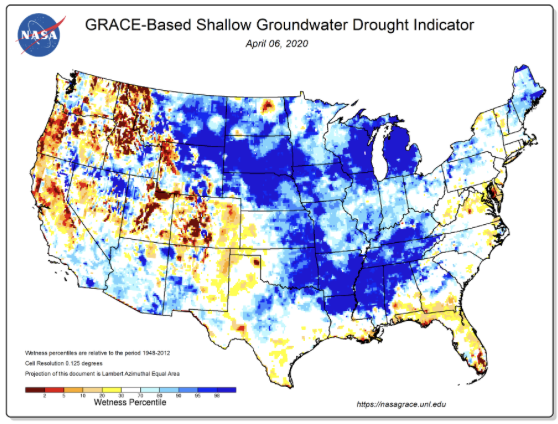 NASA
GRACE-Based Shallow Groundwater Drought Indicator
April 06, 2020
Wetness percentiles are relative to the period 1948-2012
Cell Resolution 0.125 degrees
Projection of this document is Lambert Azimuthal Equal Area
2 5 10 20 30 70 80 90 95 98
Wetness Percentile
https://nasagrace.unl.edu